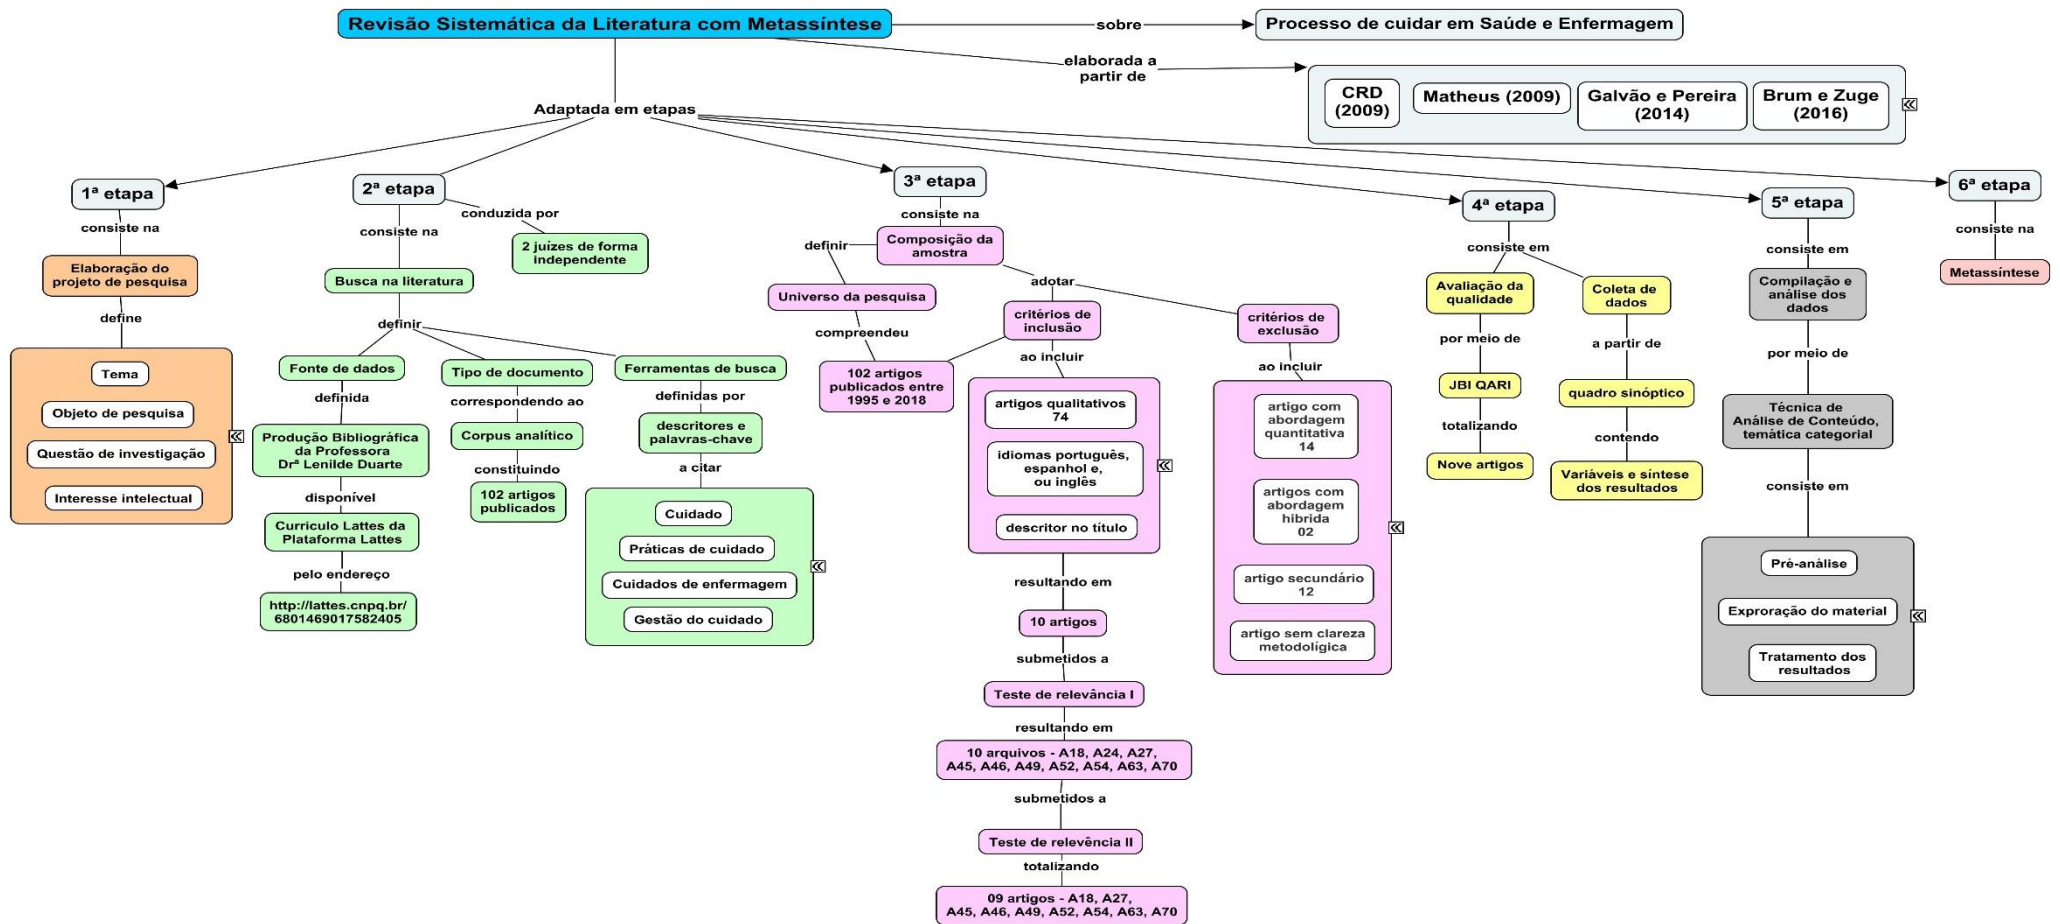 Revisão Sistemática da Literatura com Metassíntese
sobre
Processo de cuidar em Saúde e Enfermagem
elaborada a
partir de
CRD
(2009)
Matheus (2009)
Galvão e Pereira
(2014)
Brum e Zuge
(2016)
Adaptada em etapas
1ª etapa
consiste na
Elaboração do
projeto de pesquisa
define
Tema
Objeto de pesquisa
Questão de investigação
Interesse intelectual
2ª etapa
conduzida por
2 juízes de forma
independente
consiste na
Busca na literatura
definir
Fonte de dados
definida
Produção Bibliográfica
da Professora
Drª Lenilde Duarte
disponível
Curriculo Lattes da
Plataforma Lattes
pelo endereço
http://lattes.cnpq.br/
6801469017582405
Tipo de documento
correspondendo ao
Corpus analítico
constituindo
102 artigos
publicados
Ferramentas de busca
definidas por
descritores e
palavras-chave
a citar
Cuidado
Práticas de cuidado
Cuidados de enfermagem
Gestão do cuidado
3ª etapa
consiste na
Composição da
amostra
definir
Universo da pesquisa
compreendeu
102 artigos
publicados entre
1995 e 2018
adotar
critérios de
inclusão
ao incluir
artigos qualitativos
74
idiomas português,
espanhol e,
ou inglês
descritor no título
resultando em
10 artigos
submetidos a
Teste de relevância I
resultando em
10 arquivos - A18, A24, A27,
A45, A46, A49, A52, A54, A63, A70
submetidos a
Teste de relevência II
totalizando
09 artigos - A18, A27,
A45, A46, A49, A52, A54, A63, A70
critérios de
exclusão
ao incluir
artigo com
abordagem
quantitativa
14
artigos com
abordagem
hibrida
02
artigo secundário
12
artigo sem clareza
metodolígica
4ª etapa
consiste em
Avaliação da
qualidade
por meio de
JBI QARI
totalizando
Nove artigos
Coleta de
dados
a partir de
quadro sinóptico
contendo
Variáveis e síntese
dos resultados
5ª etapa
consiste em
Compilação e
análise dos
dados
por meio de
Técnica de
Análise de Conteúdo,
temática categorial
consiste em
Pré-análise
Exproração do material
Tratamento dos
resultados
6ª etapa
consiste na
Metassíntese